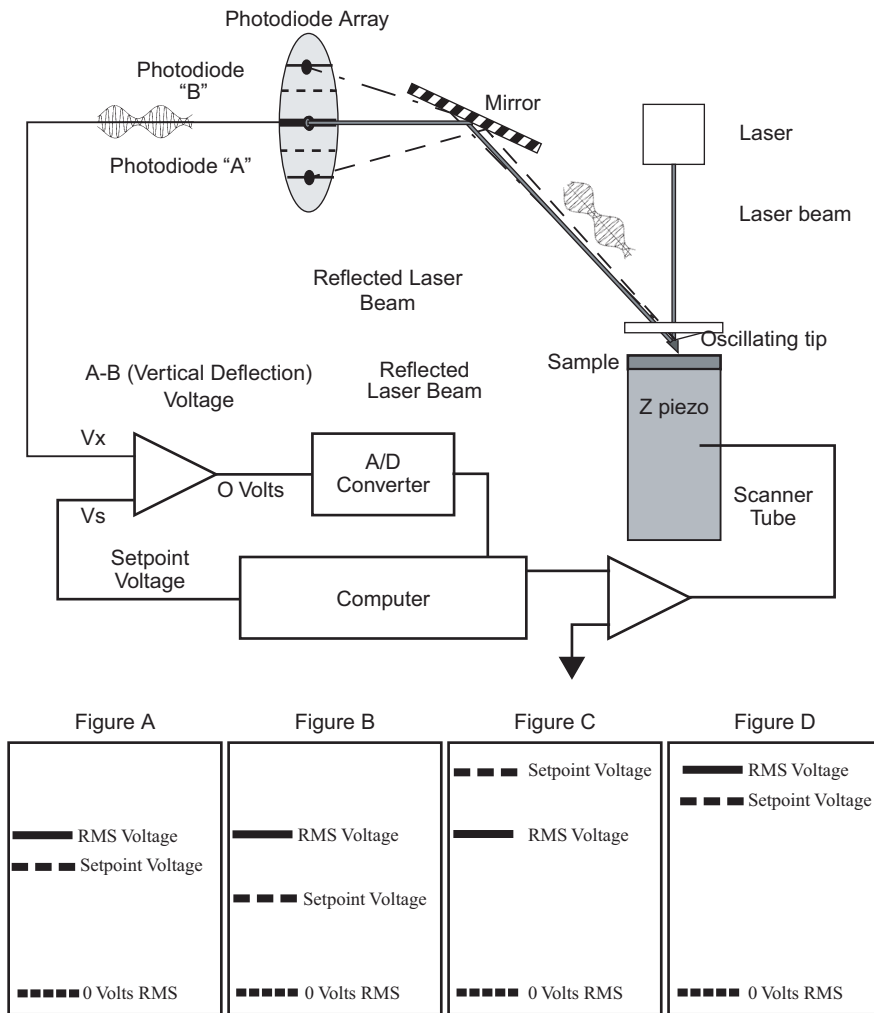 Photodiode Array
Photodiode
“B”
Mirror
Laser
Photodiode “A”
Laser beam
Reflected Laser
Beam
Oscillating tip
Sample
A-B (Vertical Deflection)
Voltage
Reflected
Laser Beam
Z piezo
Vx
A/D
Converter
O Volts
Scanner
Tube
Vs
Setpoint
Voltage
Computer
Figure A
RMS Voltage
Setpoint Voltage
0 Volts RMS
Figure B
RMS Voltage
Setpoint Voltage
0 Volts RMS
Figure C
Setpoint Voltage
RMS Voltage
0 Volts RMS
Figure D
RMS Voltage
Setpoint Voltage
0 Volts RMS